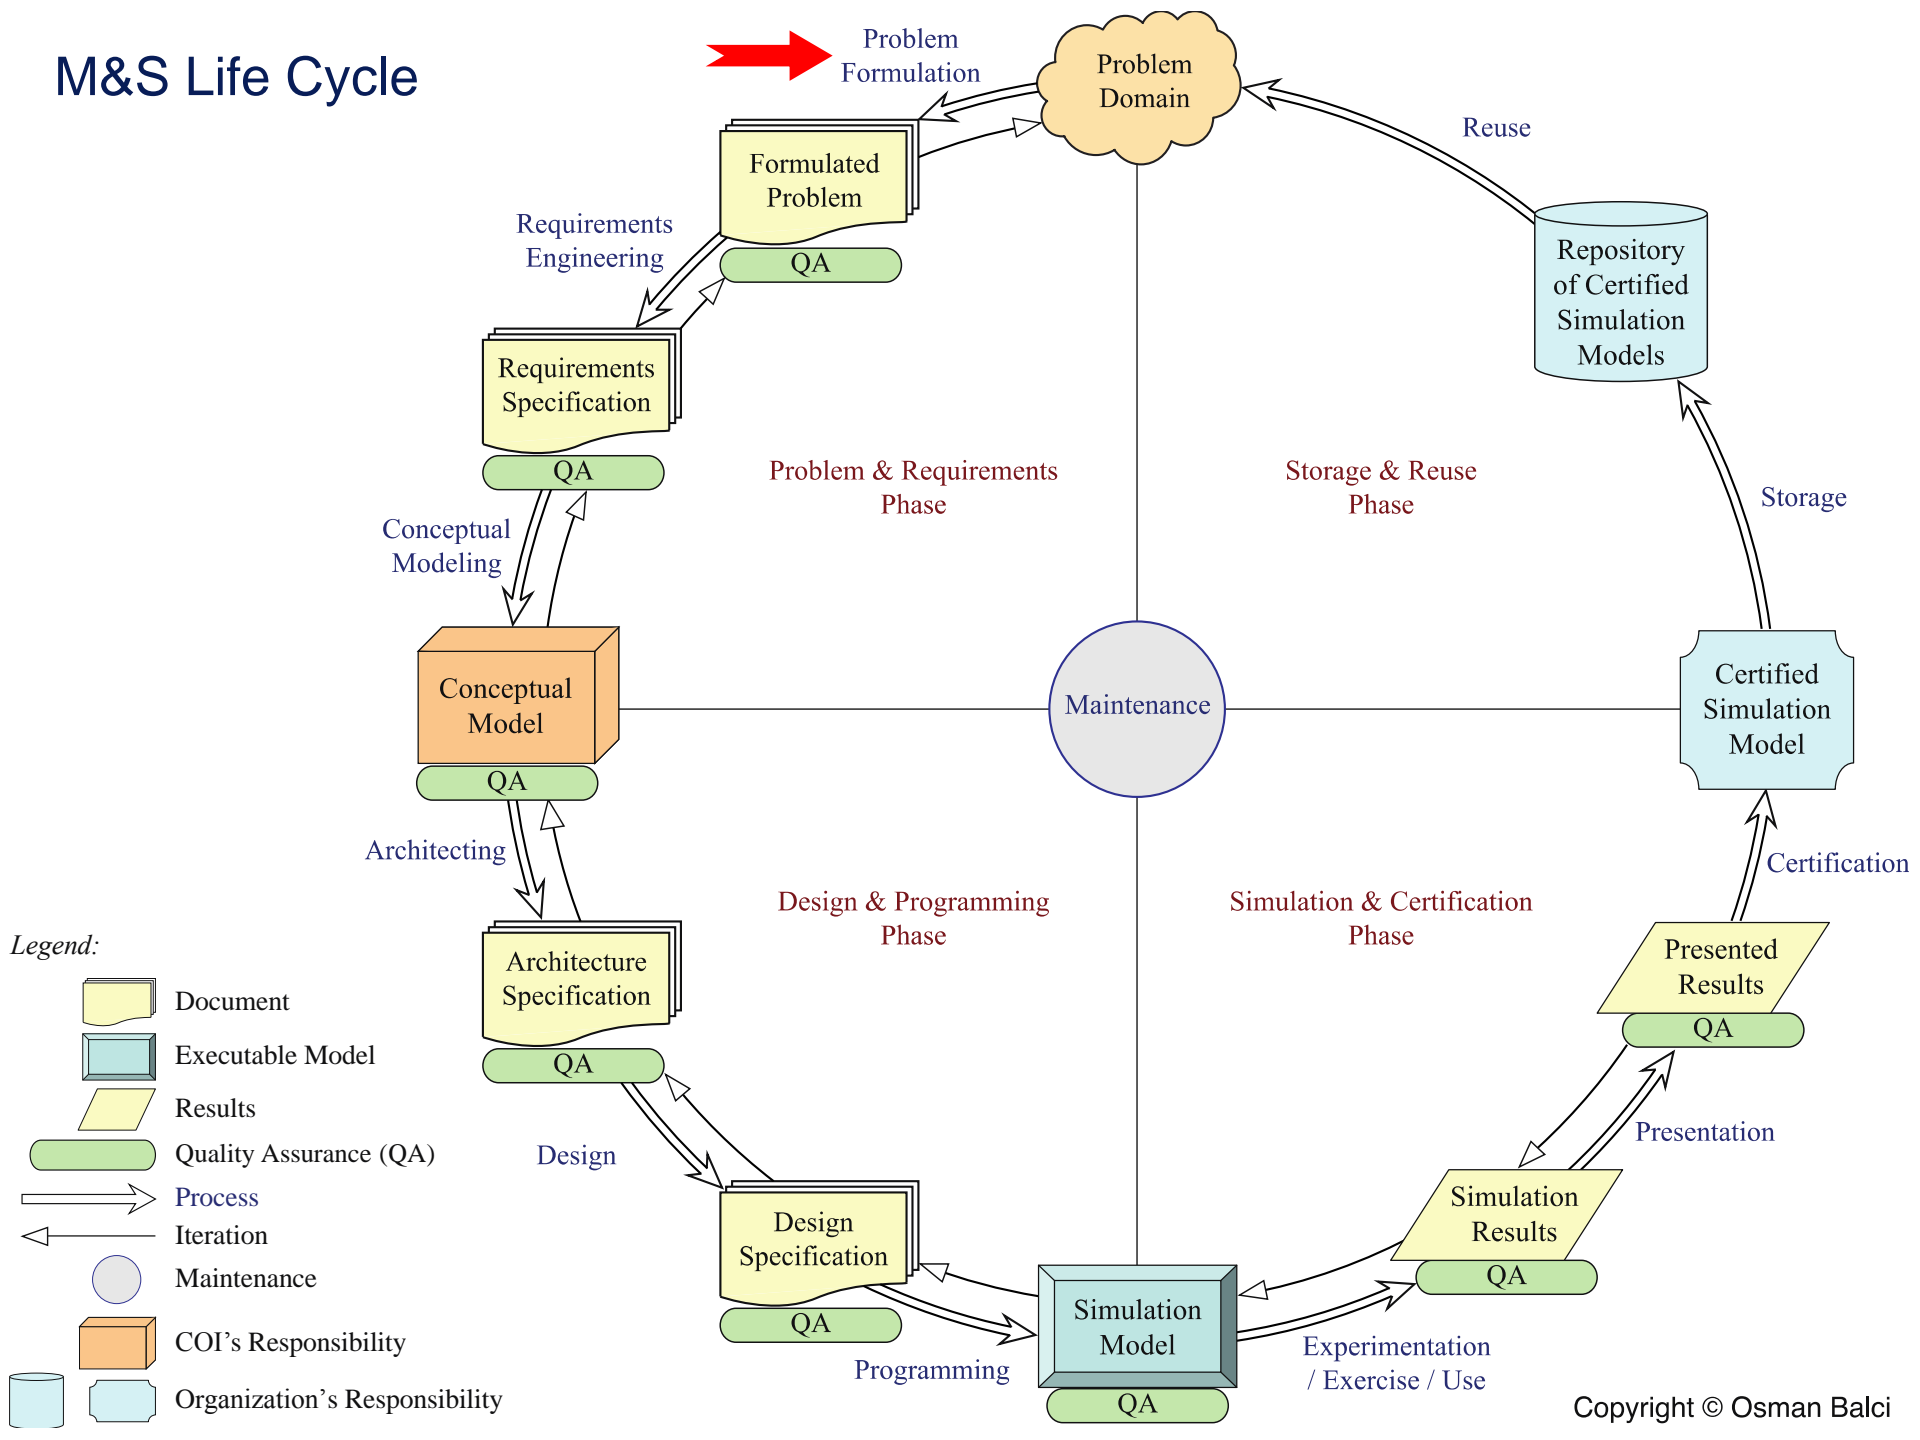 M&S Life Cycle
Problem
Formulation
Problem
Domain
Reuse
Formulated
Problem
QA
Requirements
Engineering
Repository
of Certified
Simulation
Models
Requirements
Specification
QA
Problem & Requirements
Phase
Storage & Reuse
Phase
Storage
Conceptual
Modeling
Conceptual
Model
QA
Maintenance
Certified
Simulation
Model
Architecting
Certification
Design & Programming
Phase
Simulation & Certification
Phase
Architecture
Specification
QA
Presented
Results
QA
Design
Presentation
Design
Specification
QA
Simulation
Results
QA
Programming
Simulation
Model
QA
Experimentation
/ Exercise / Use
Legend:
Document
Executable Model
Results
Quality Assurance (QA)
Process
Iteration
Maintenance
COI's Responsibility
Organization's Responsibility
Copyright © Osman Balci